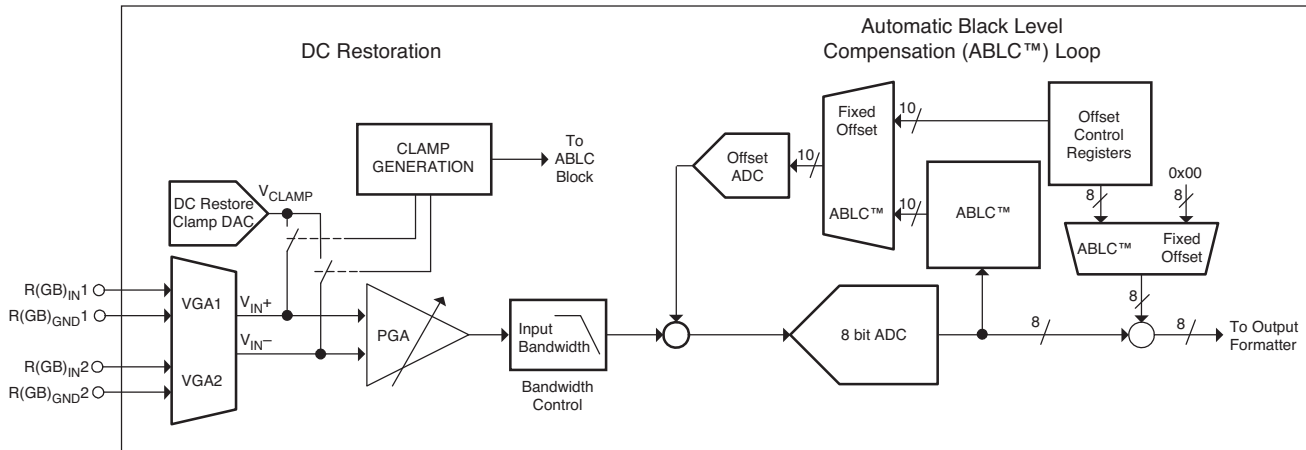 DC Restoration
Automatic Black Level
Compensation (ABLC™) Loop
CLAMP
GENERATION
To
ABLC
Block
DC Restore
Clamp DAC
VCLAMP
Offset
ADC
10
Fixed
Offset
ABLC™
10
10
ABLC™
Offset
Control
Registers
8
0x00
8
ABLC™
Fixed
Offset
8
R(GB)IN1
R(GB)GND1
R(GB)IN2
R(GB)GND2
VGA1
VGA2
VIN+
VIN–
PGA
Input
Bandwidth
Bandwidth
Control
8 bit ADC
8
8
To Output
Formatter